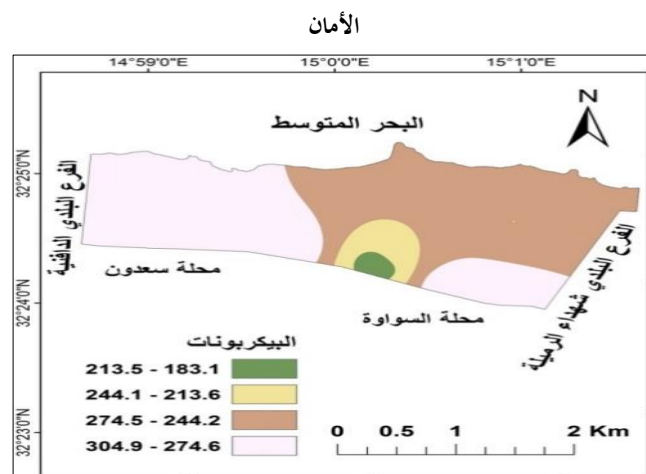 الأمان
14°59'0"E 15°0'0"E 15°1'0"E
N
البحر المتوسط
32°25'0"N
الفرع البلدي الدافنية
الفرع البلدي شهداء الرميلة
محلة سعدون
32°24'0"N
محلة السواوة
البيكربونات
213.5 - 183.1
244.1 - 213.6
274.5 - 244.2
304.9 - 274.6
0 0.5 1 2 Km
32°23'0"N